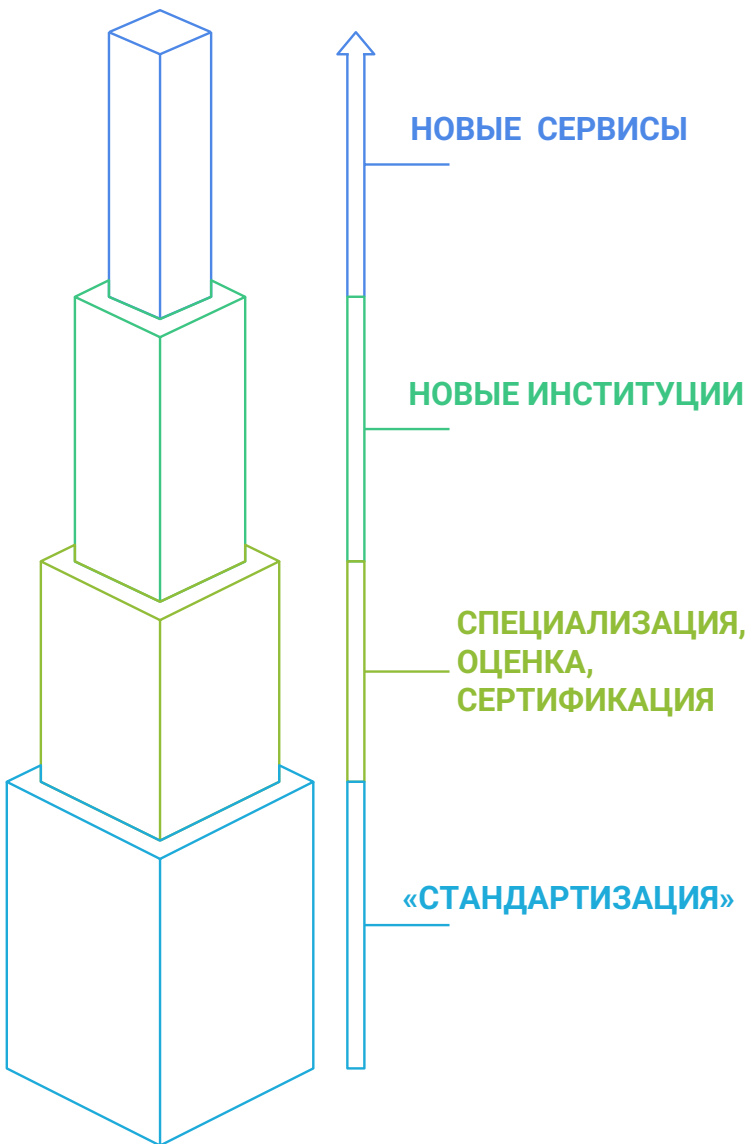 НОВЫЕ СЕРВИСЫ
НОВЫЕ ИНСТИТУЦИИ
СПЕЦИАЛИЗАЦИЯ,
ОЦЕНКА,
СЕРТИФИКАЦИЯ
«СТАНДАРТИЗАЦИЯ»